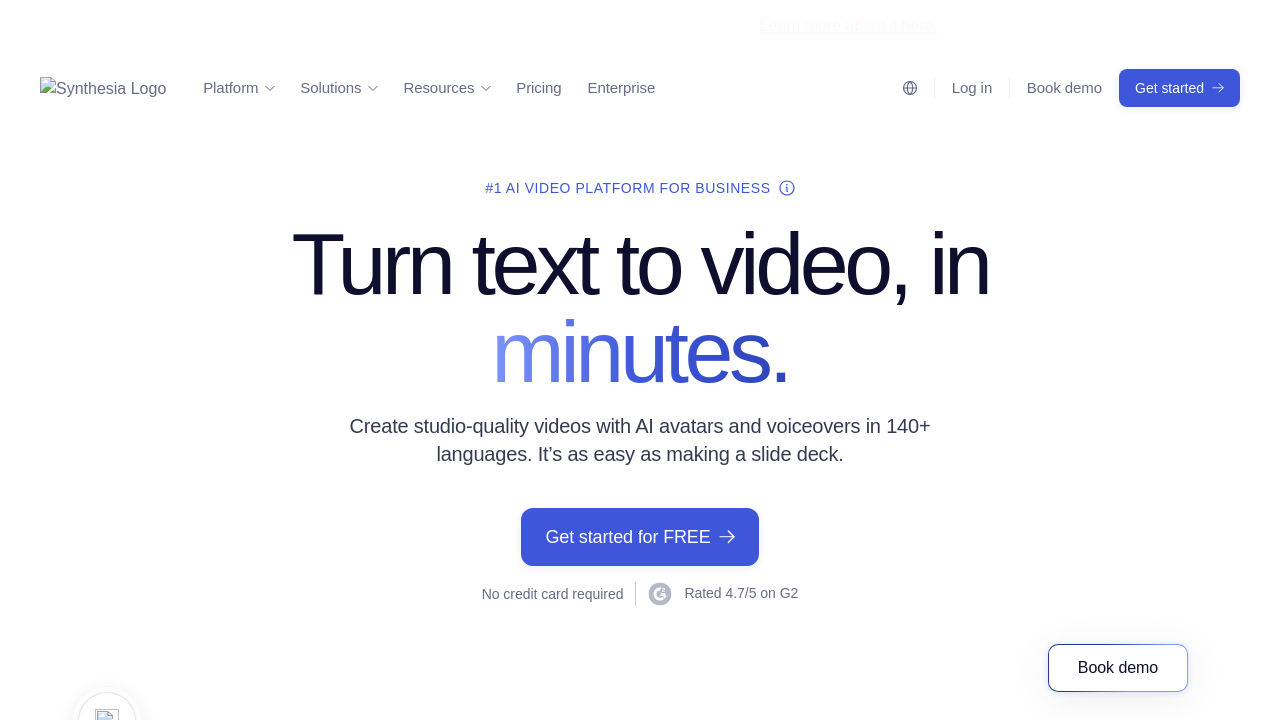 Learn more about it here.
Synthesia Logo
Platform
Solutions
Resources
Pricing
Enterprise
Log in
Book demo
Get started
#1 AI VIDEO PLATFORM FOR BUSINESS
Turn text to video, in
minutes.
Create studio-quality videos with AI avatars and voiceovers in 140+
languages. It’s as easy as making a slide deck.
Get started for FREE
No credit card required
Rated 4.7/5 on G2
Book demo